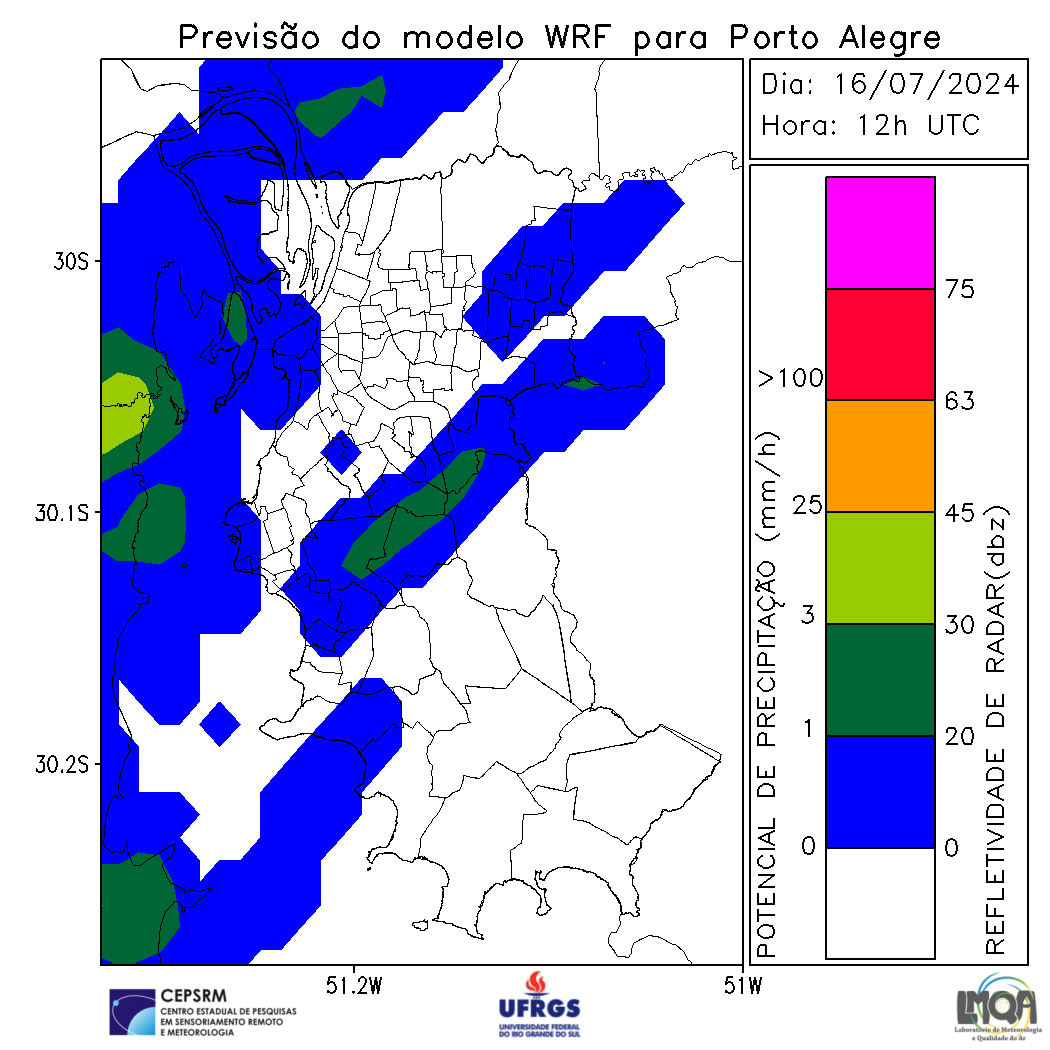 Previsão do modelo WRF para Porto Alegre
Dia: 16/07/2024
Hora: 12h UTC
30S
30.1S
30.2S
51.2W
51W
POTENCIAL DE PRECIPITAÇÃO (mm/h)
>100
25
3
1
0
75
63
45
30
20
0
REFLETIVIDADE DE RADAR(dbz)
CEPSRM
CENTRO ESTADUAL DE PESQUISAS
EM SENSORIAMENTO REMOTO
E METEOROLOGIA
UFRGS
UNIVERSIDADE FEDERAL
DO RIO GRANDE DO SUL
LMQA
Laboratório de Meteorologia
e Qualidade do Ar